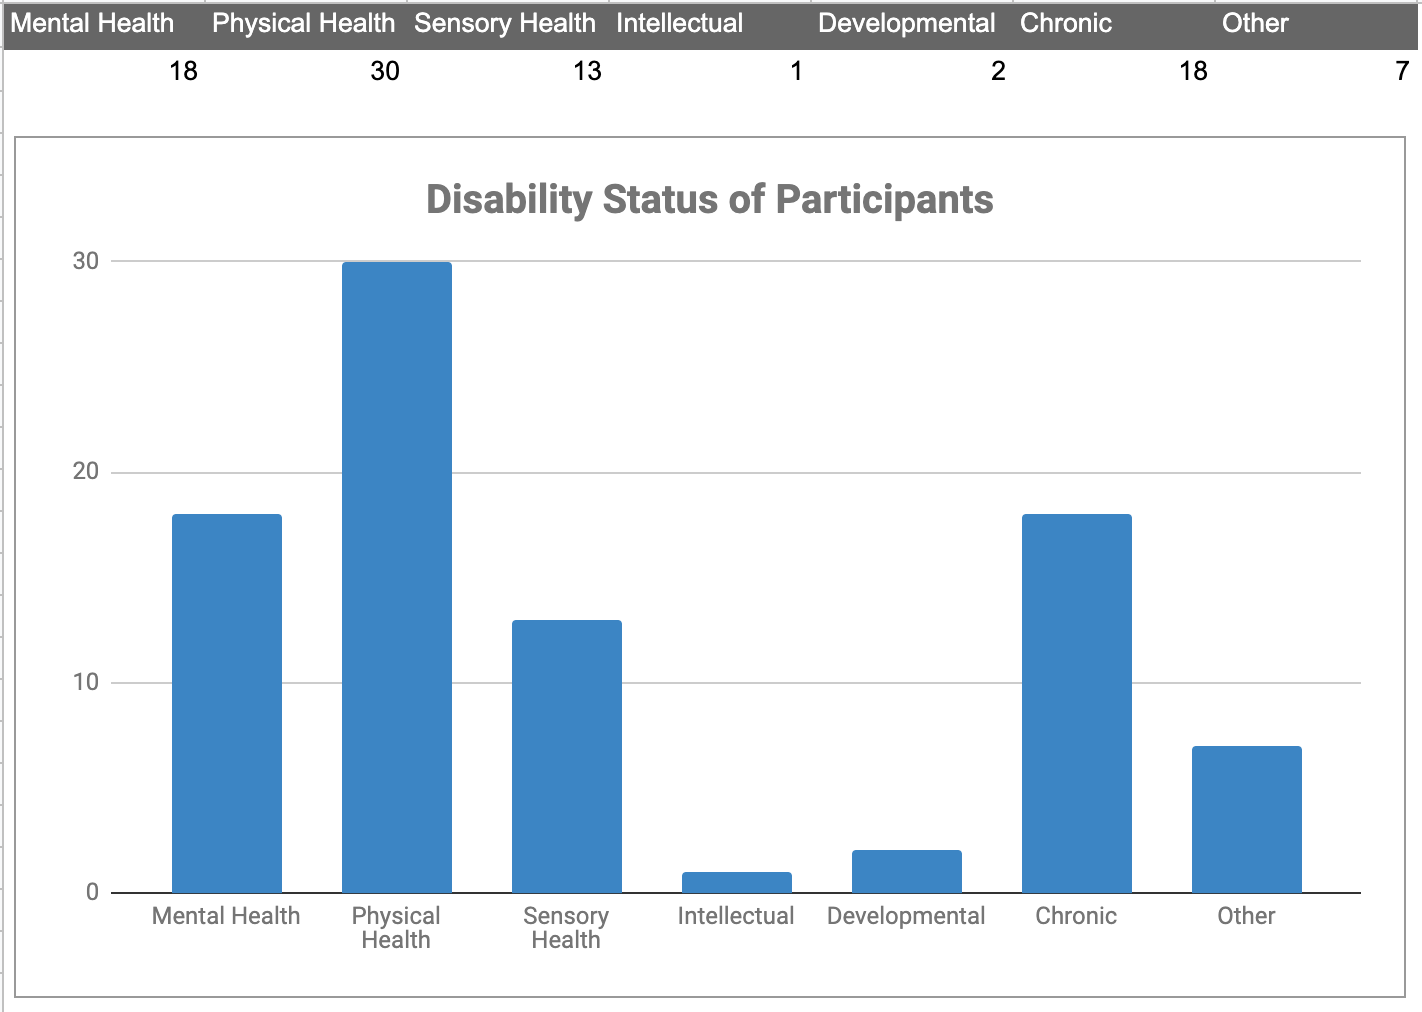 Mental Health Physical Health Sensory Health Intellectual Developmental Chronic Other
18 30 13 1 2 18 7
Disability Status of Participants
30
20
10
0
Mental Health Physical Health Sensory Health Intellectual Developmental Chronic Other